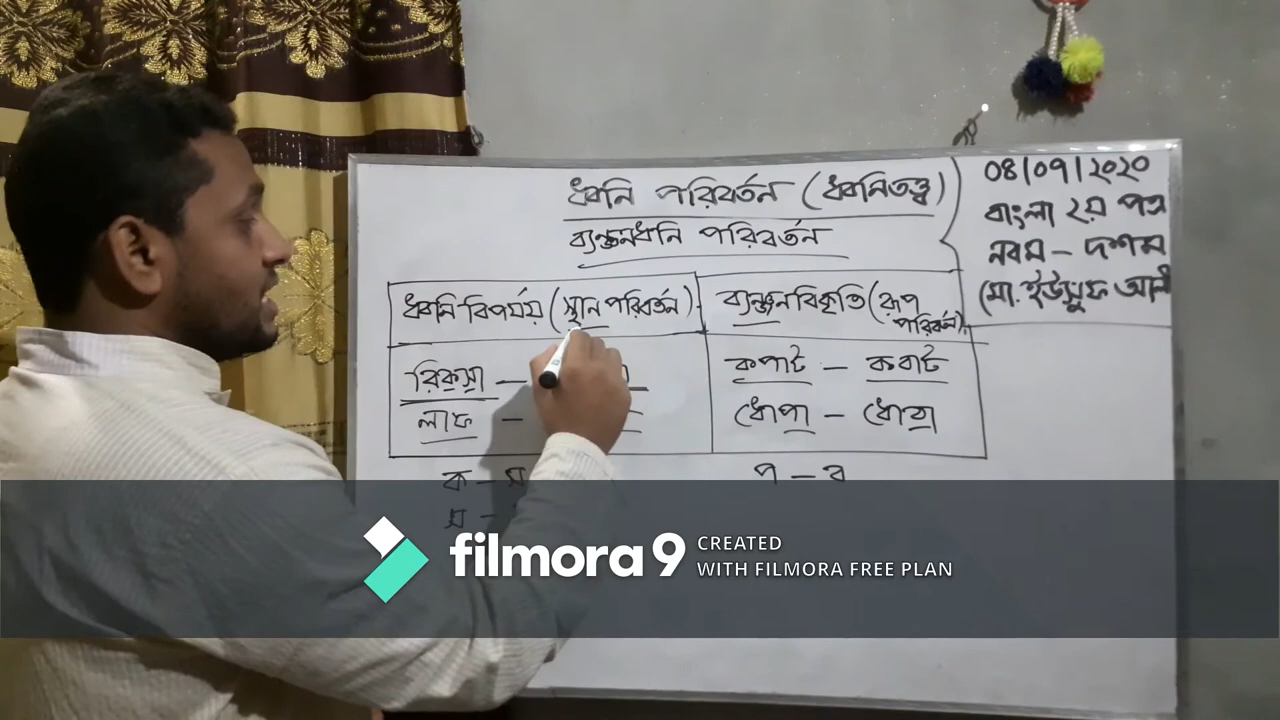 ধ্বনি পরিবর্তন (ধ্বনিতত্ত্ব)
ব্যঞ্জনধ্বনি পরিবর্তন
০৪/০৭/২০২০
বাংলা ২য় পত্র
নবম – দশম
মো. ইউসুফ আলী
ধ্বনি বিপর্যয় (স্থান পরিবর্তন)
ব্যঞ্জনবিকৃতি (রূপ
পরিবর্তন)
রিকসা –
লাফ –
কপাট – কবাট
ধোপা – ধোবা
ক – স
স –
প – ব
filmora 9
CREATED
WITH FILMORA FREE PLAN